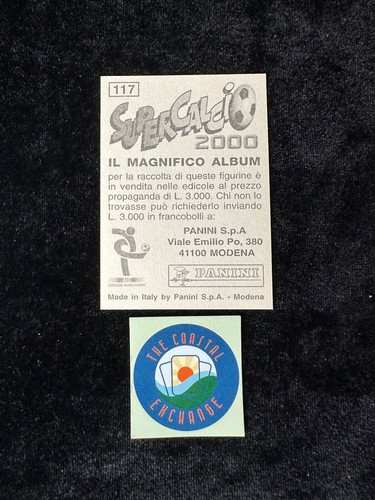 117
SUPERCALCIO
2000
IL MAGNIFICO ALBUM
per la raccolta di queste figurine è
in vendita nelle edicole al prezzo
propaganda di L. 3.000. Chi non lo
trovasse può richiederlo inviando
L. 3.000 in francobolli a:
PANINI S.p.A
Viale Emilio Po, 380
41100 MODENA
PANINI
Made in Italy by Panini S.p.A. - Modena
THE COASTAL
EXCHANGE